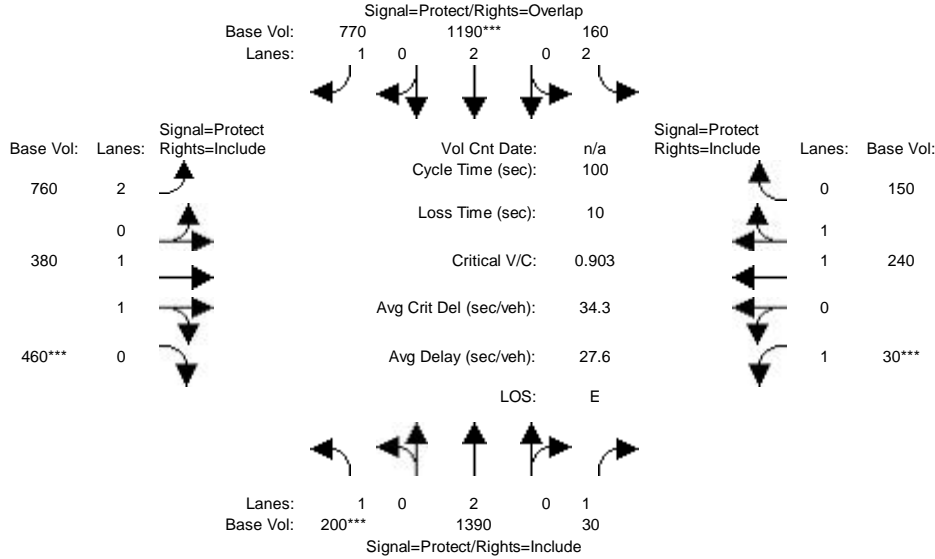 Signal=Protect/Rights=Overlap
Base Vol: 770 1190*** 160
Lanes: 1 0 2 0 2
Signal=Protect Signal=Protect
Base Vol: Lanes: Rights=Include Vol Cnt Date: n/a Rights=Include Lanes: Base Vol:
Cycle Time (sec): 100
760 2 0 150
Loss Time (sec): 10
0 1
380 1 Critical V/C: 0.903 1 240
1 Avg Crit Del (sec/veh): 34.3 0
460*** 0 Avg Delay (sec/veh): 27.6 1 30***
LOS: E
Lanes: 1 0 2 0 1
Base Vol: 200*** 1390 30
Signal=Protect/Rights=Include